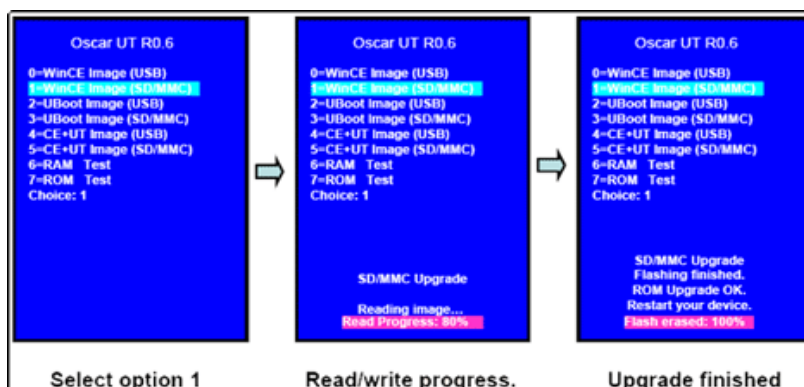 Oscar UT R0.6
0=WinCE Image (USB)
1=WinCE Image (SD/MMC)
2=UBoot Image (USB)
3=UBoot Image (SD/MMC)
4=CE+UT Image (USB)
5=CE+UT Image (SD/MMC)
6=RAM Test
7=ROM Test
Choice: 1
Select option 1
Oscar UT R0.6
0=WinCE Image (USB)
1=WinCE Image (SD/MMC)
2=UBoot Image (USB)
3=UBoot Image (SD/MMC)
4=CE+UT Image (USB)
5=CE+UT Image (SD/MMC)
6=RAM Test
7=ROM Test
Choice: 1
SD/MMC Upgrade
Reading image...
Read Progress: 80%
Read/write progress.
Oscar UT R0.6
0=WinCE Image (USB)
1=WinCE Image (SD/MMC)
2=UBoot Image (USB)
3=UBoot Image (SD/MMC)
4=CE+UT Image (USB)
5=CE+UT Image (SD/MMC)
6=RAM Test
7=ROM Test
Choice: 1
SD/MMC Upgrade
Flashing finished.
ROM Upgrade OK.
Restart your device.
Flash erased: 100%
Upgrade finished